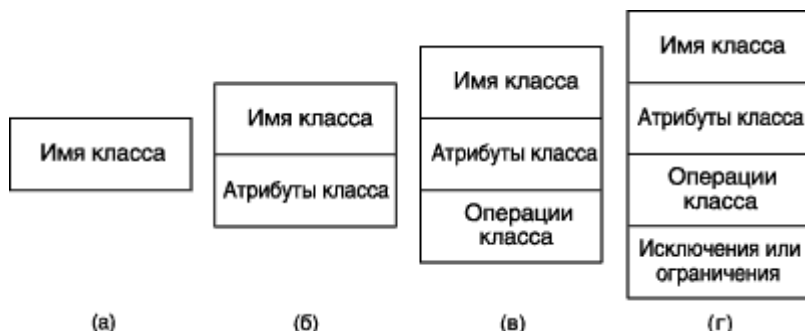 Имя класса
Имя класса
Атрибуты класса
Имя класса
Атрибуты класса
Операции
класса
Имя класса
Атрибуты класса
Операции
класса
Исключения или
ограничения
(а)
(б)
(в)
(г)